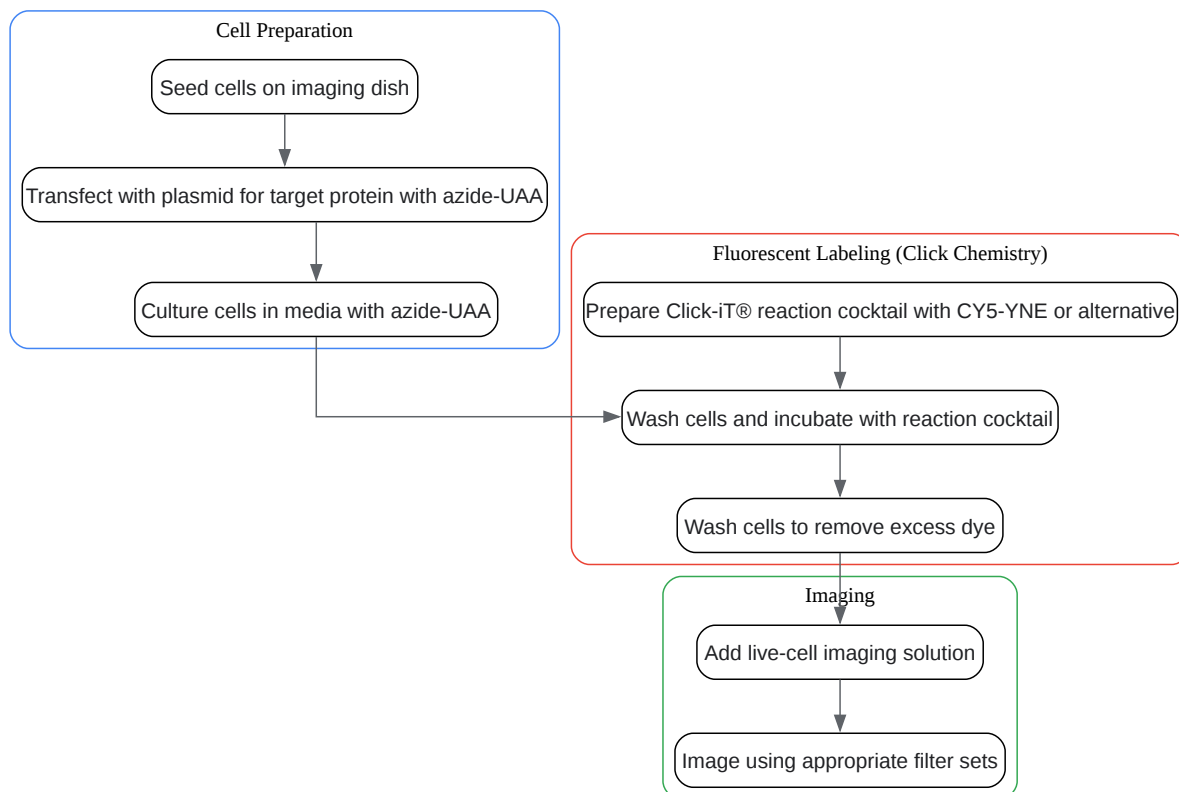 Cell Preparation
Seed cells on imaging dish
Transfect with plasmid for target protein with azide-UAA
Culture cells in media with azide-UAA
Fluorescent Labeling (Click Chemistry)
Prepare Click-iT® reaction cocktail with CY5-YNE or alternative
Wash cells and incubate with reaction cocktail
Wash cells to remove excess dye
Imaging
Add live-cell imaging solution
Image using appropriate filter sets